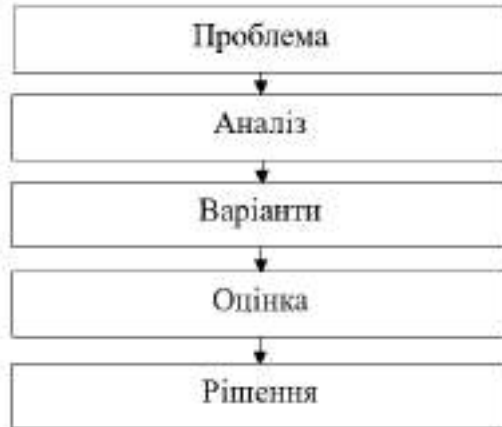 Проблема
Аналіз
Варіанти
Оцінка
Рішення